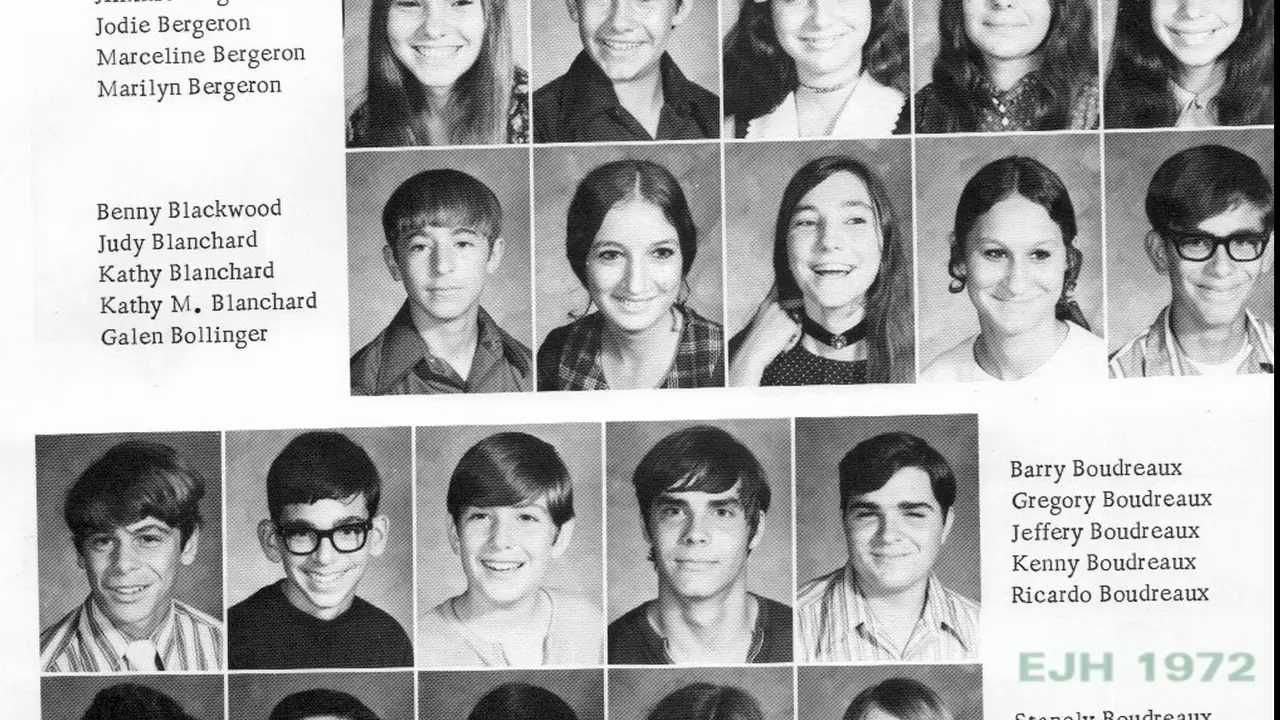 Jodie Bergeron
Marceline Bergeron
Marilyn Bergeron
Benny Blackwood
Judy Blanchard
Kathy Blanchard
Kathy M. Blanchard
Galen Bollinger
Barry Boudreaux
Gregory Boudreaux
Jeffery Boudreaux
Kenny Boudreaux
Ricardo Boudreaux
EJH 1972
Boudreaux